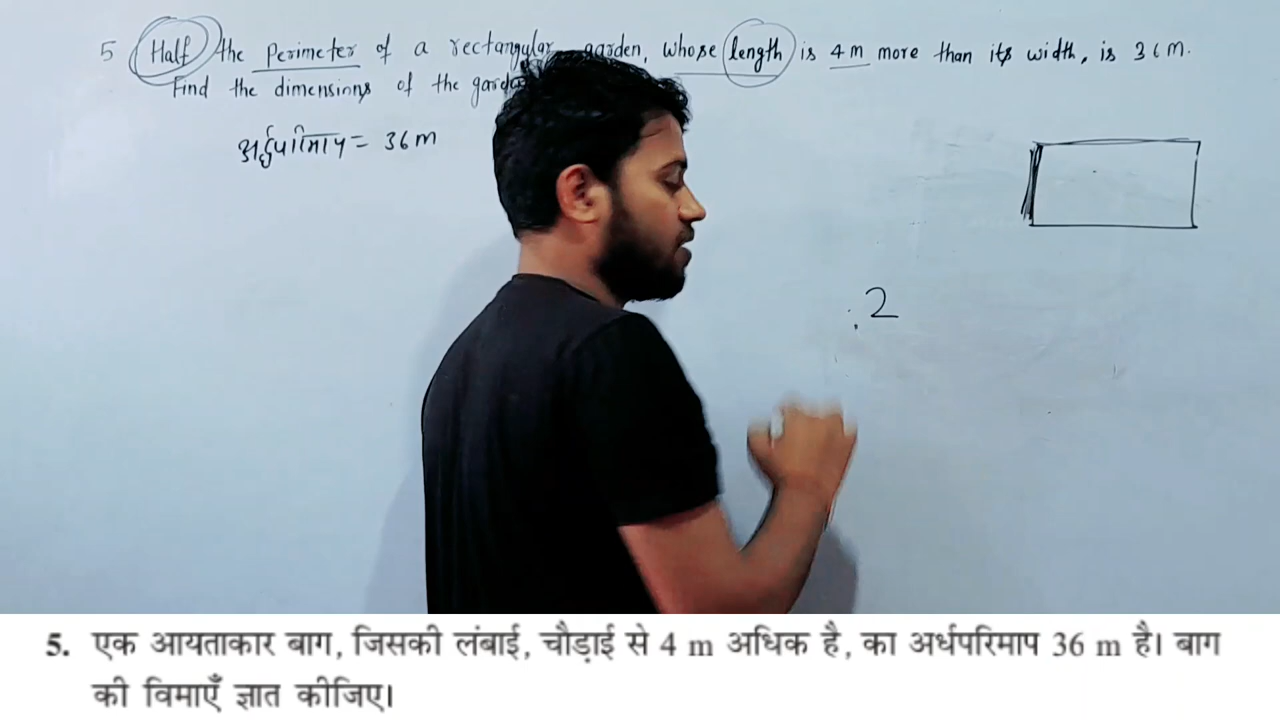 5 Half the Perimeter of a rectangular garden, whose length is 4 m more than its width, is 36 m.
Find the dimensions of the
अर्द्धपरिमाप = 36 m
2
5. एक आयताकार बाग, जिसकी लंबाई, चौड़ाई से 4 m अधिक है, का अर्धपरिमाप 36 m है। बाग
की विमाएँ ज्ञात कीजिए।